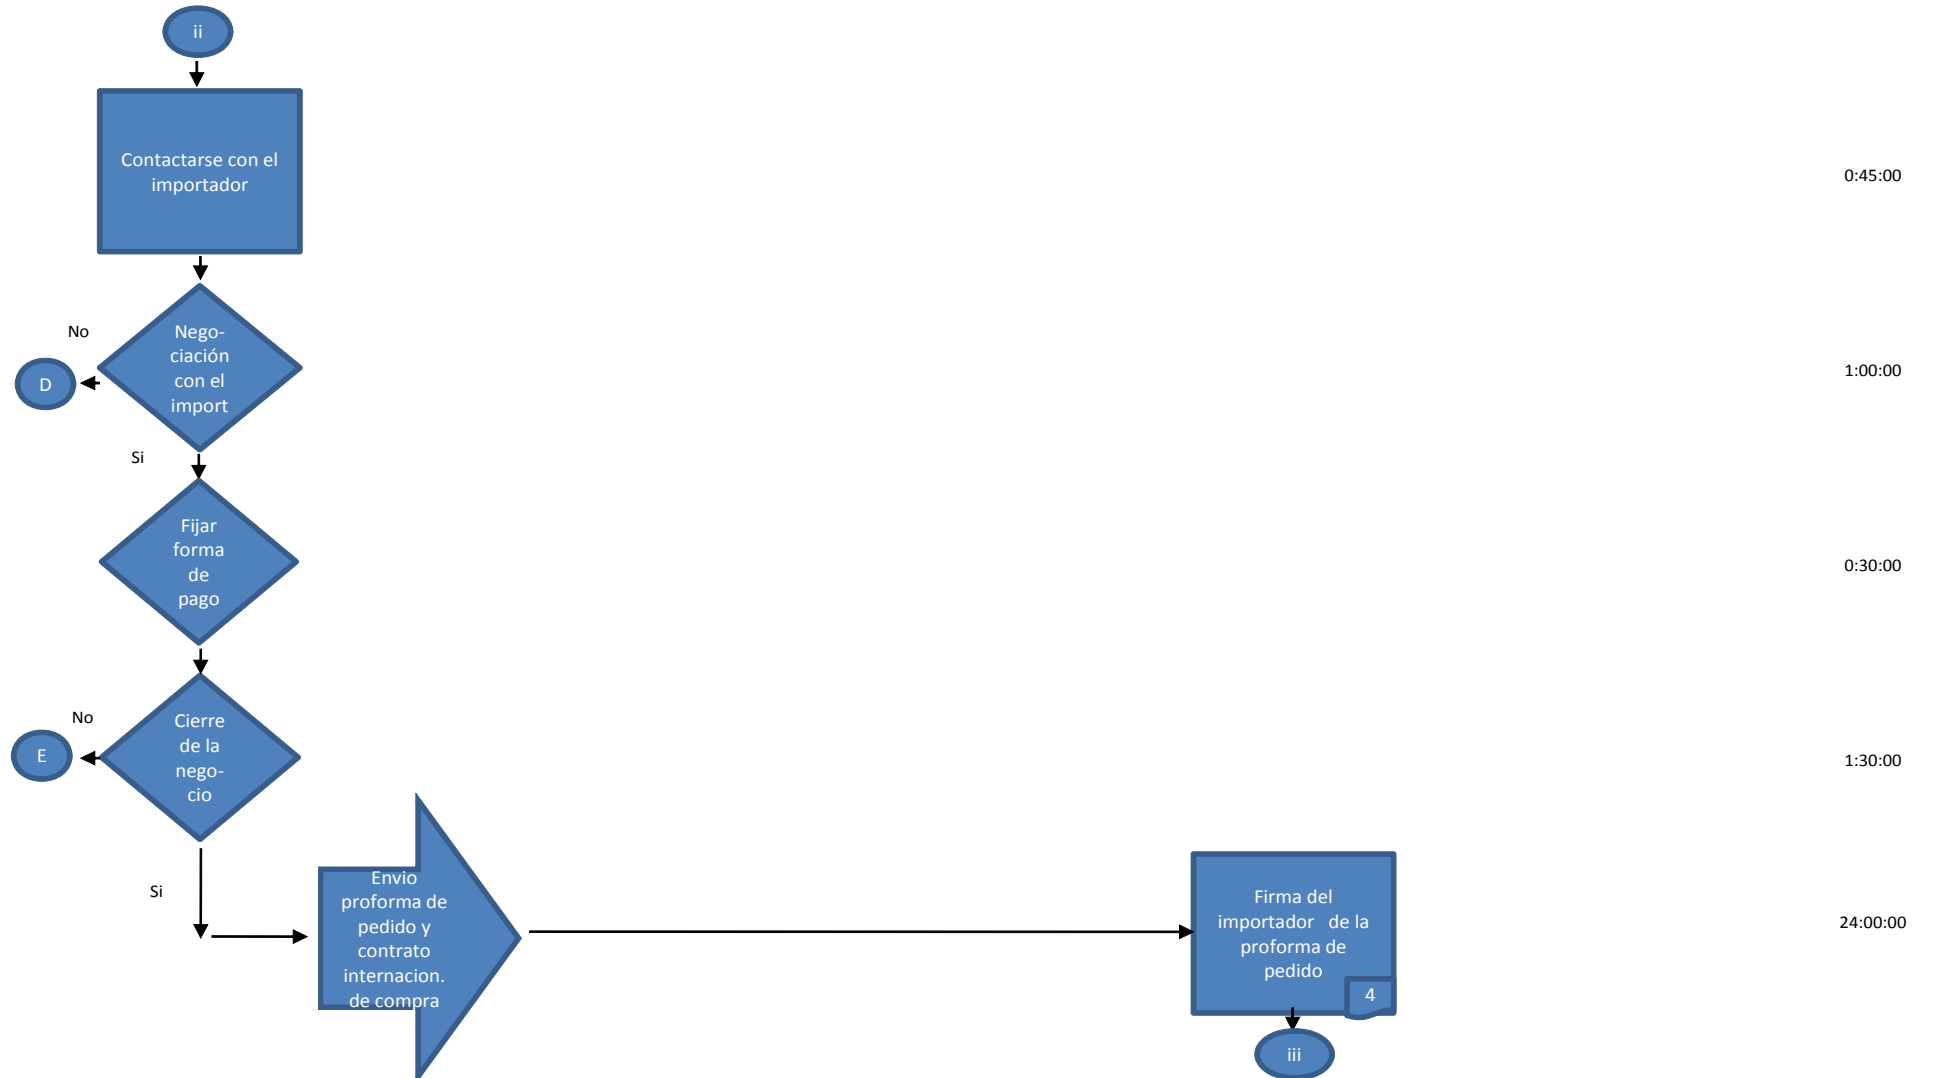 ii
Contactarse con el
importador
0:45:00
No
Nego-
ciación
con el
import
D
1:00:00
Si
Fijar
forma
de
pago
0:30:00
No
Cierre
de la
nego-
cio
E
1:30:00
Si
Envio
proforma de
pedido y
contrato
internacion.
de compra
Firma del
importador de la
proforma de
pedido
4
24:00:00
iii